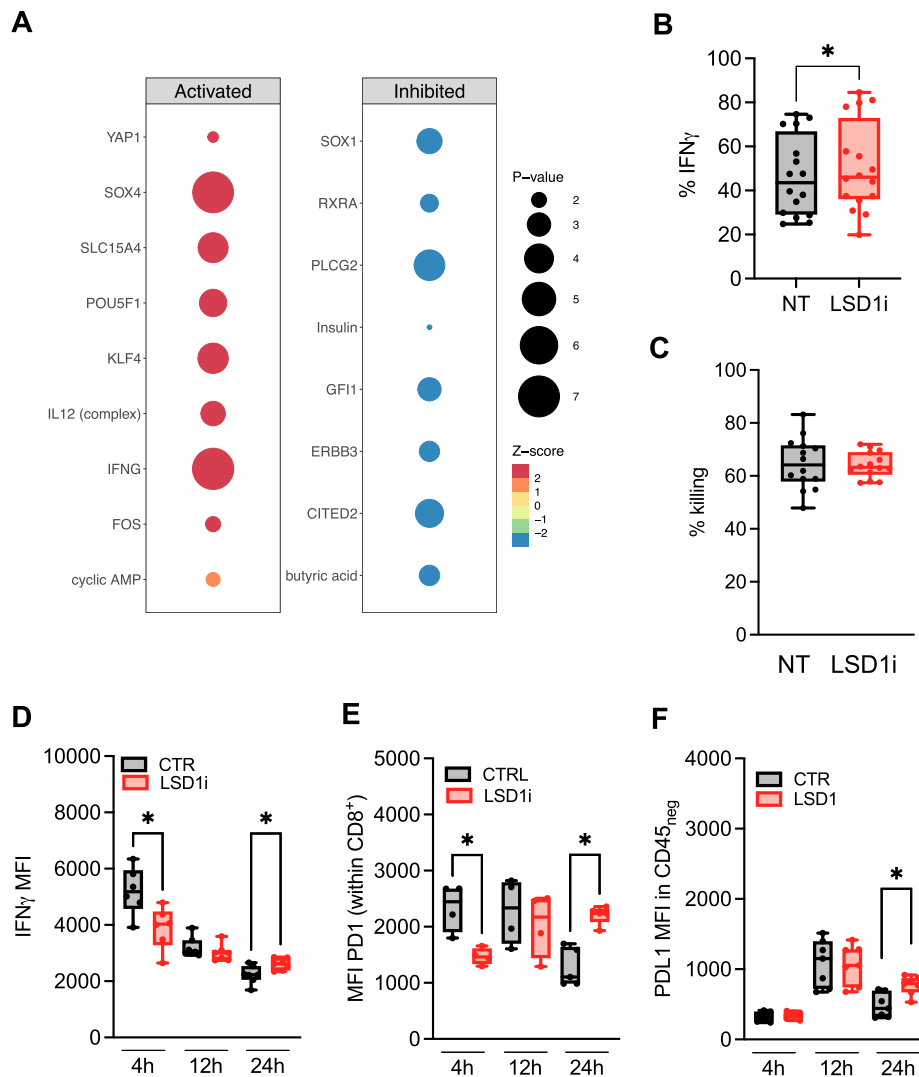 A
Activated
Inhibited
YAP1
SOX4
SLC15A4
POU5F1
KLF4
IL12 (complex)
IFNG
FOS
cyclic AMP
SOX1
RXRA
PLCG2
Insulin
GFI1
ERBB3
CITED2
butyric acid
P−value
2
3
4
5
6
7
Z−score
2
1
0
−1
−2
B
% IFNγ
100
80
60
40
20
0
*
NT LSD1i
C
% killing
100
80
60
40
20
0
NT LSD1i
D
IFNγ MFI
10000
8000
6000
4000
2000
0
CTR
LSD1i
*
*
4h 12h 24h
E
MFI PD1 (within CD8⁺)
5000
4000
3000
2000
1000
0
CTRL
LSD1i
*
*
4h 12h 24h
F
PDL1 MFI in CD45neg
4000
3000
2000
1000
0
CTR
LSD1
*
4h 12h 24h